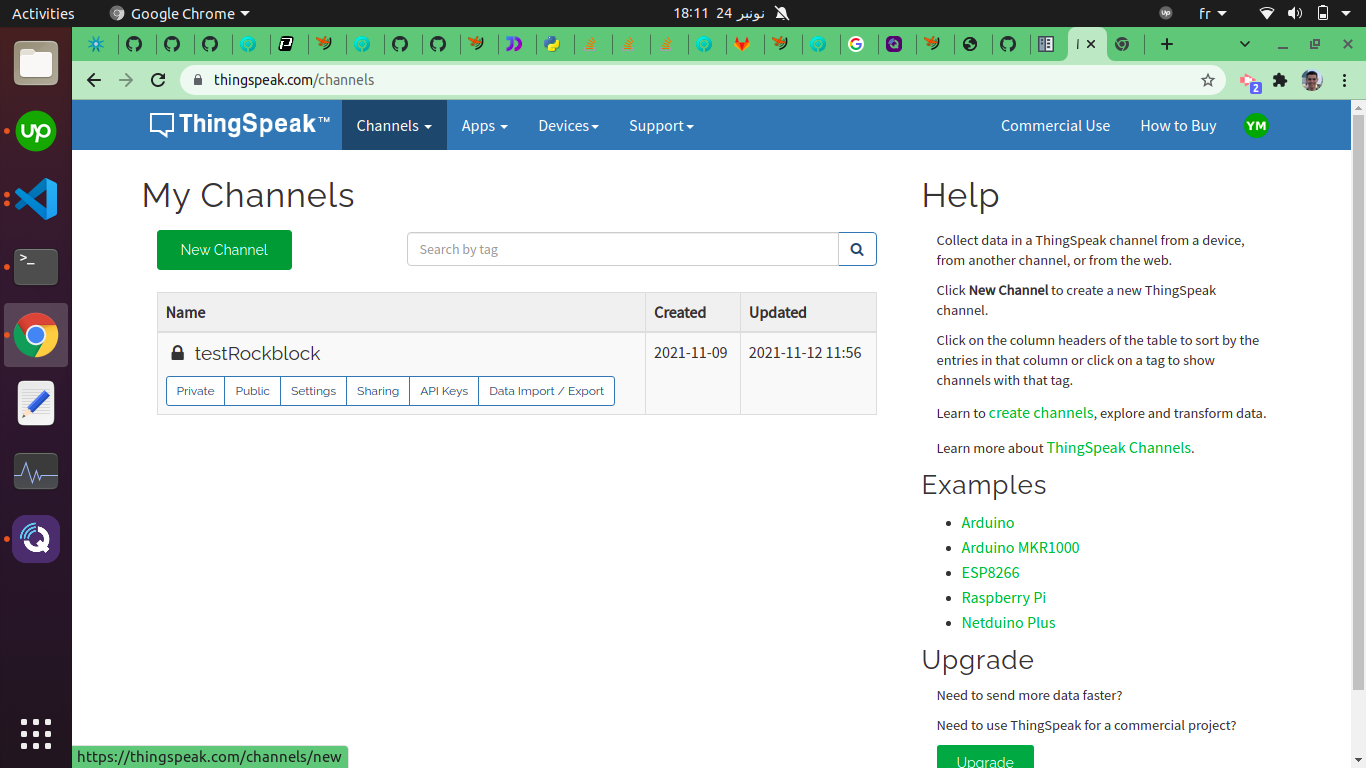 Activities Google Chrome 18:11 24 نونبر fr
thingspeak.com/channels 2
ThingSpeak™ Channels Apps Devices Support Commercial Use How to Buy YM
My Channels
New Channel Search by tag
Name Created Updated
testRockblock 2021-11-09 2021-11-12 11:56
Private Public Settings Sharing API Keys Data Import / Export
Help
Collect data in a ThingSpeak channel from a device,
from another channel, or from the web.
Click New Channel to create a new ThingSpeak
channel.
Click on the column headers of the table to sort by the
entries in that column or click on a tag to show
channels with that tag.
Learn to create channels, explore and transform data.
Learn more about ThingSpeak Channels.
Examples
Arduino
Arduino MKR1000
ESP8266
Raspberry Pi
Netduino Plus
Upgrade
Need to send more data faster?
Need to use ThingSpeak for a commercial project?
Upgrade
https://thingspeak.com/channels/new